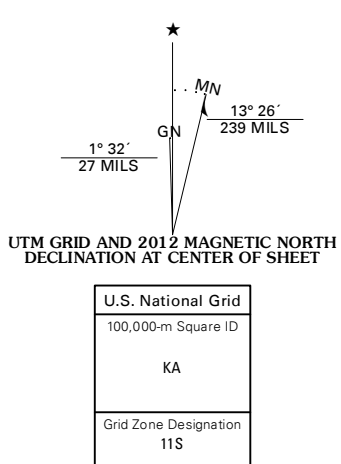 ★
MN
GN
13° 26´
239 MILS
1° 32´
27 MILS
UTM GRID AND 2012 MAGNETIC NORTH
DECLINATION AT CENTER OF SHEET
U.S. National Grid
100,000-m Square ID
KA
Grid Zone Designation
11S